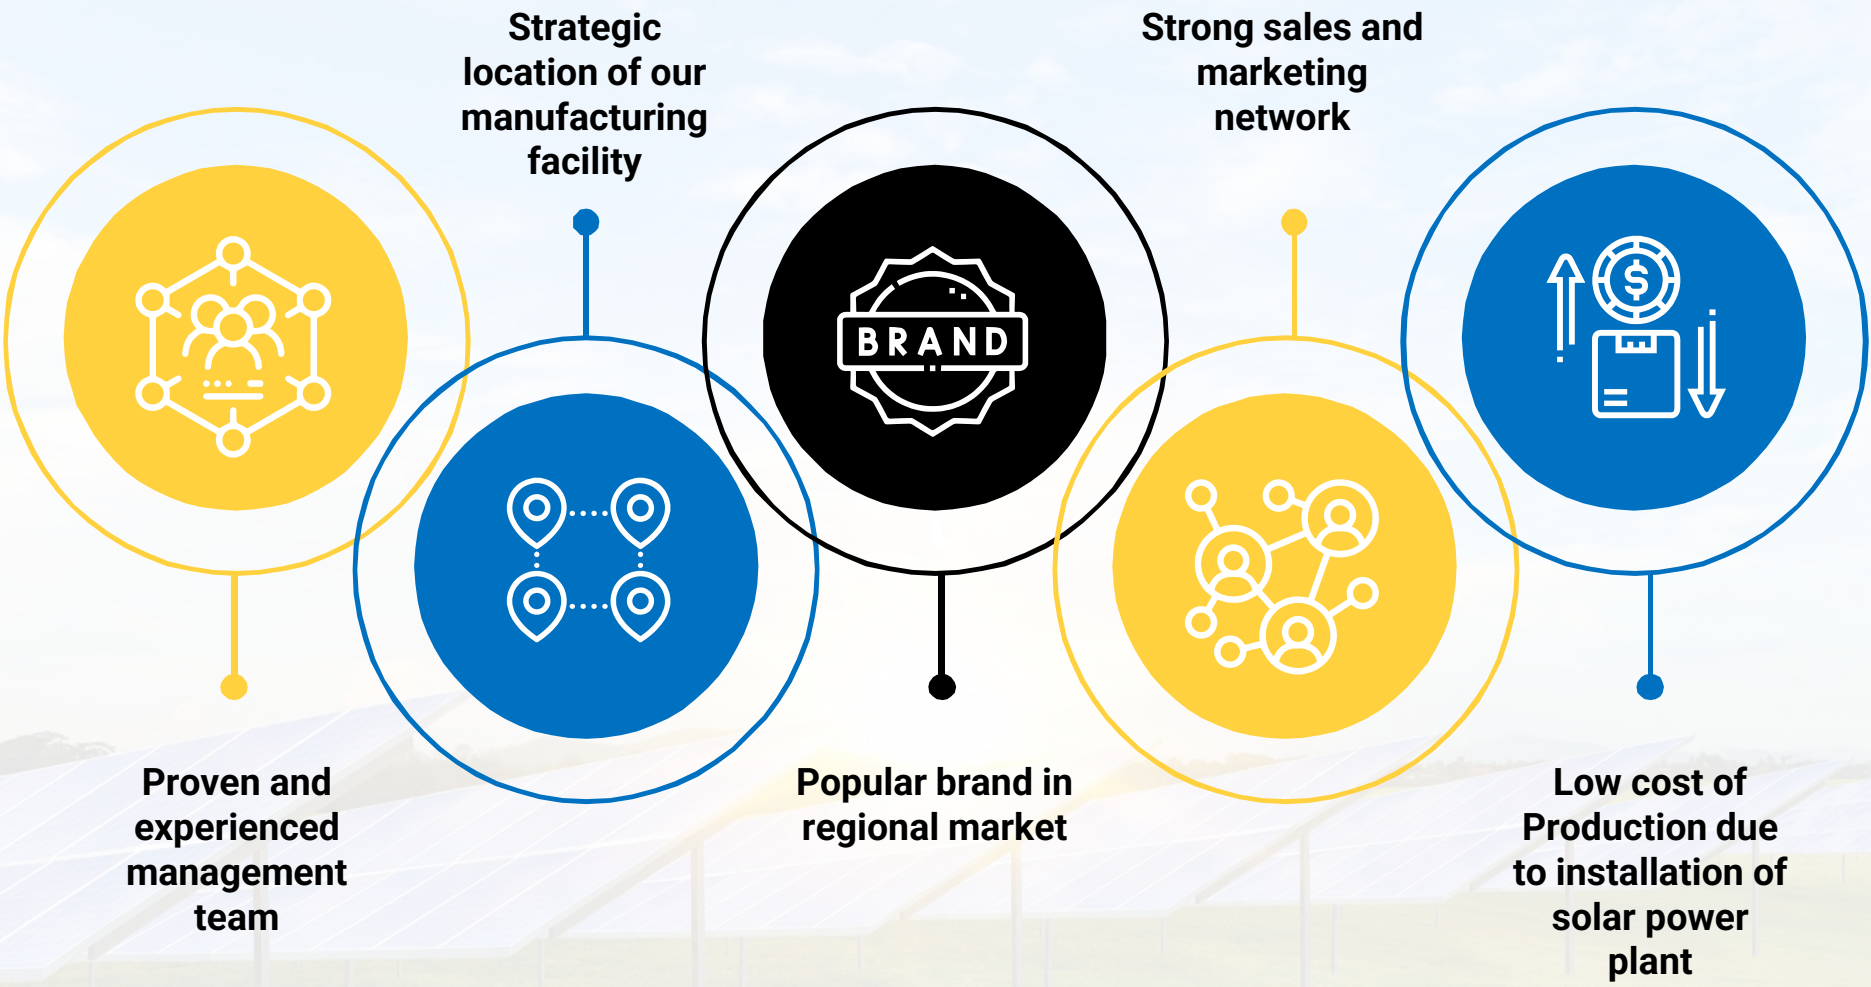 Strategic
location of our
manufacturing
facility
Strong sales and
marketing
network
BRAND
$
Proven and
experienced
management
team
Popular brand in
regional market
Low cost of
Production due
to installation of
solar power
plant